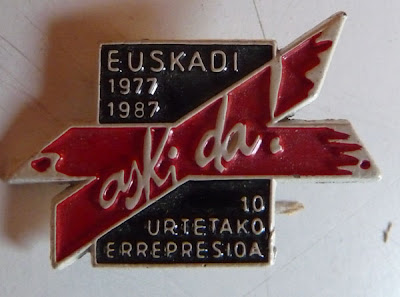 EUSKADI
1977
1987
aski da!
10
URTETAKO
ERREPRESIOA